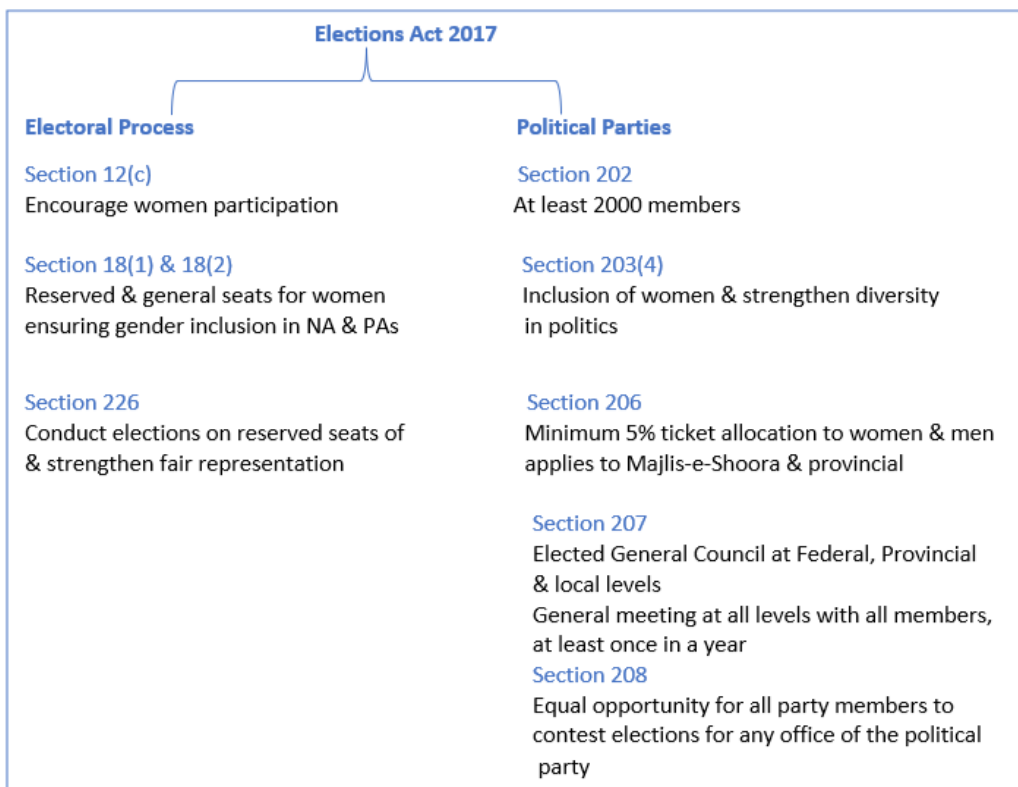 Elections Act 2017
Electoral Process
Section 12(c)
Encourage women participation
Section 18(1) & 18(2)
Reserved & general seats for women
ensuring gender inclusion in NA & PAs
Section 226
Conduct elections on reserved seats of
& strengthen fair representation
Political Parties
Section 202
At least 2000 members
Section 203(4)
Inclusion of women & strengthen diversity
in politics
Section 206
Minimum 5% ticket allocation to women & men
applies to Majlis-e-Shoora & provincial
Section 207
Elected General Council at Federal, Provincial
& local levels
General meeting at all levels with all members,
at least once in a year
Section 208
Equal opportunity for all party members to
contest elections for any office of the political
party